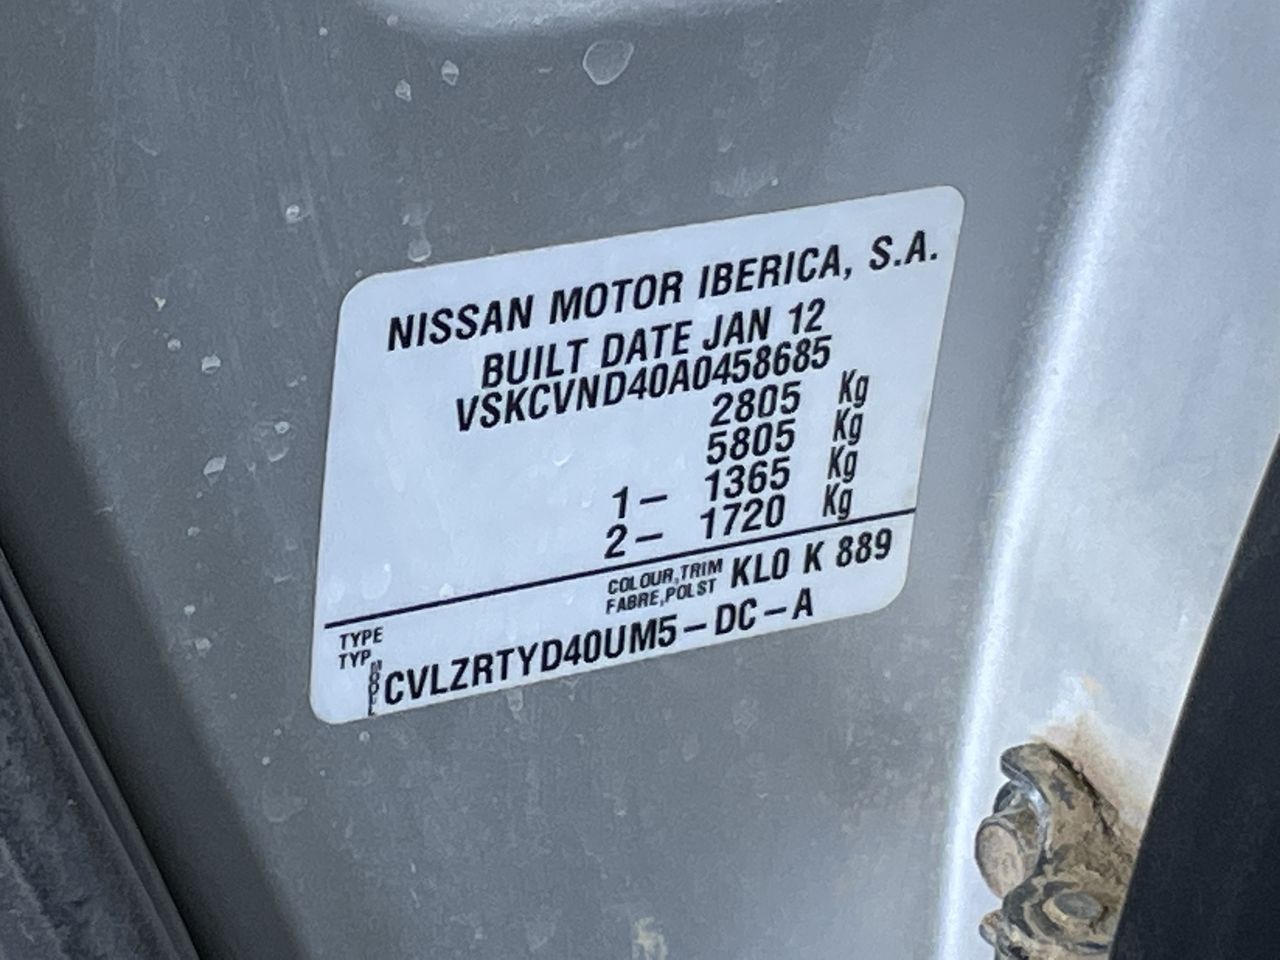 NISSAN MOTOR IBERICA, S.A.
BUILT DATE JAN 12
VSKCVND40A0458685
2805 Kg
5805 Kg
1– 1365 Kg
2– 1720 Kg
COLOUR,TRIM KL0 K 889
FABRE,POLST
TYPE
TYP
MODEL CVLZRTYD40UM5–DC–A